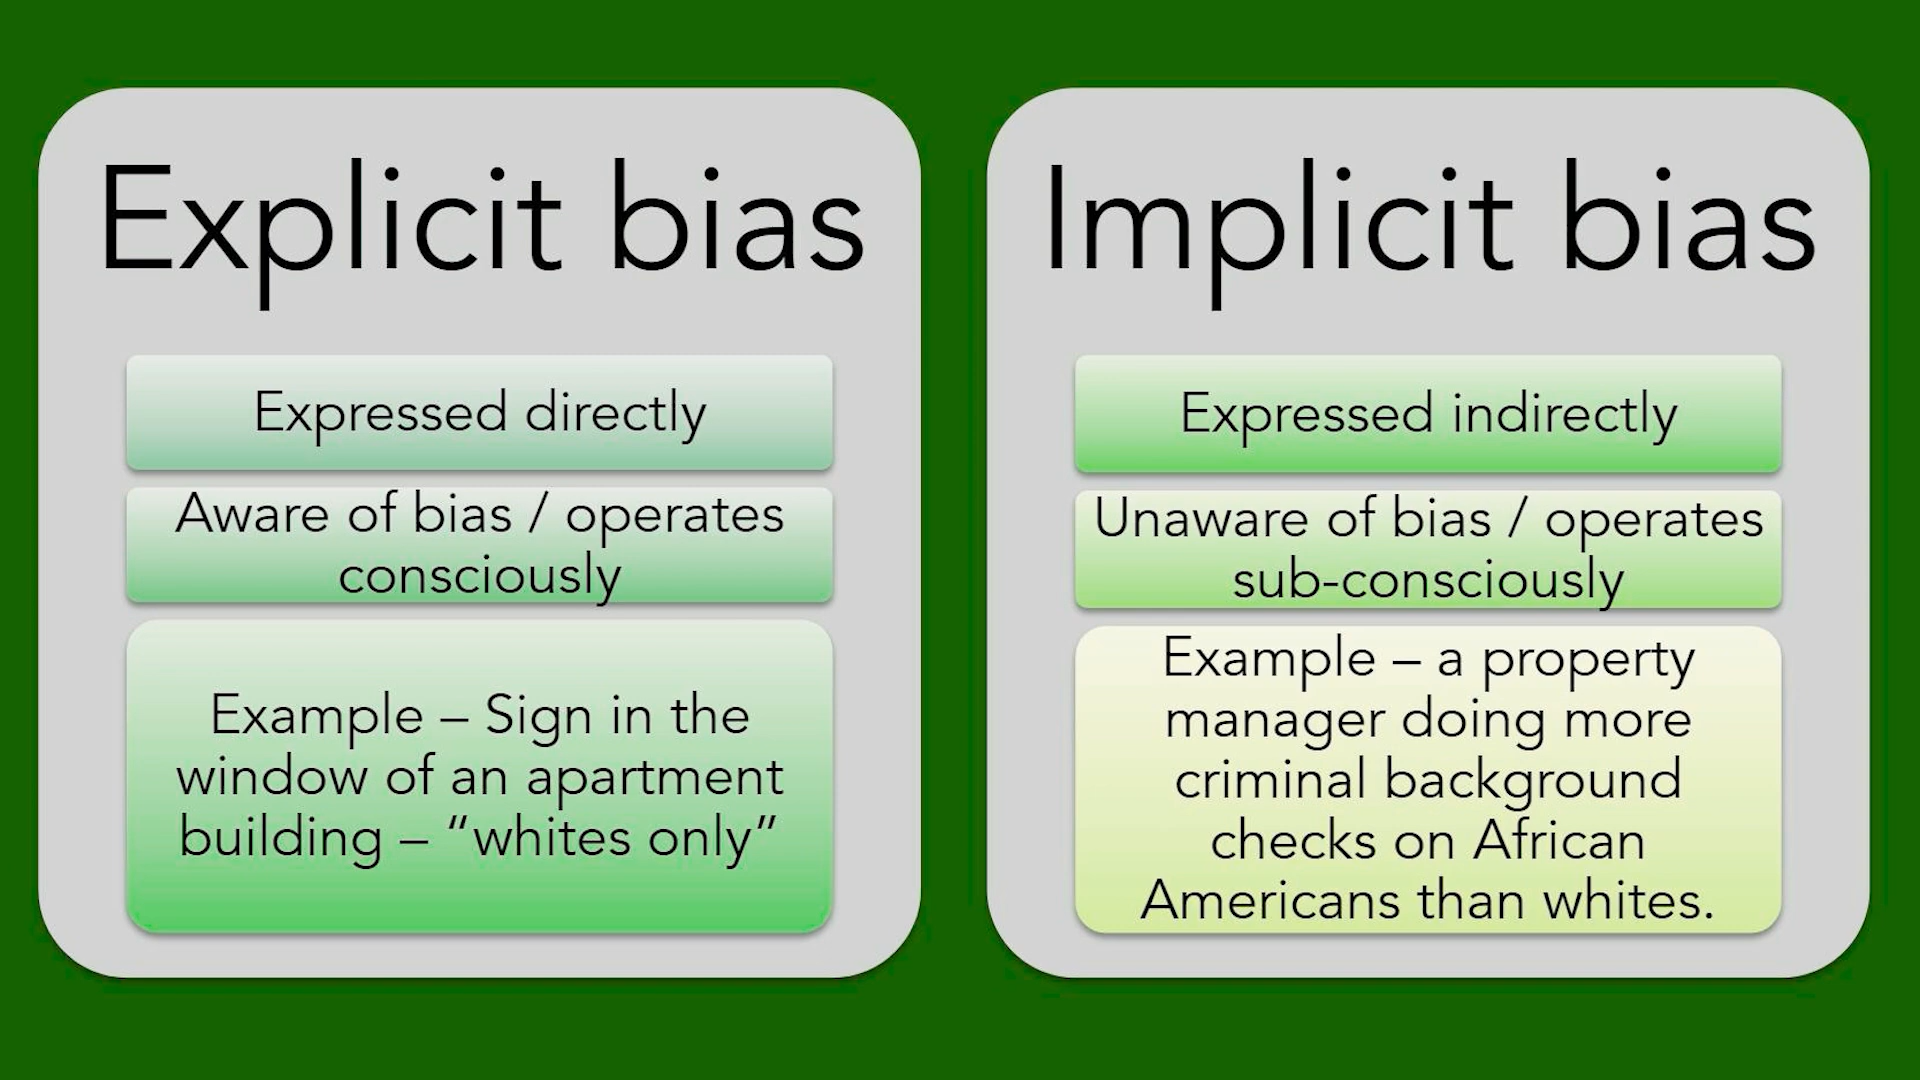 Explicit bias
Expressed directly
Aware of bias / operates
consciously
Example – Sign in the
window of an apartment
building – “whites only”
Implicit bias
Expressed indirectly
Unaware of bias / operates
sub-consciously
Example – a property
manager doing more
criminal background
checks on African
Americans than whites.